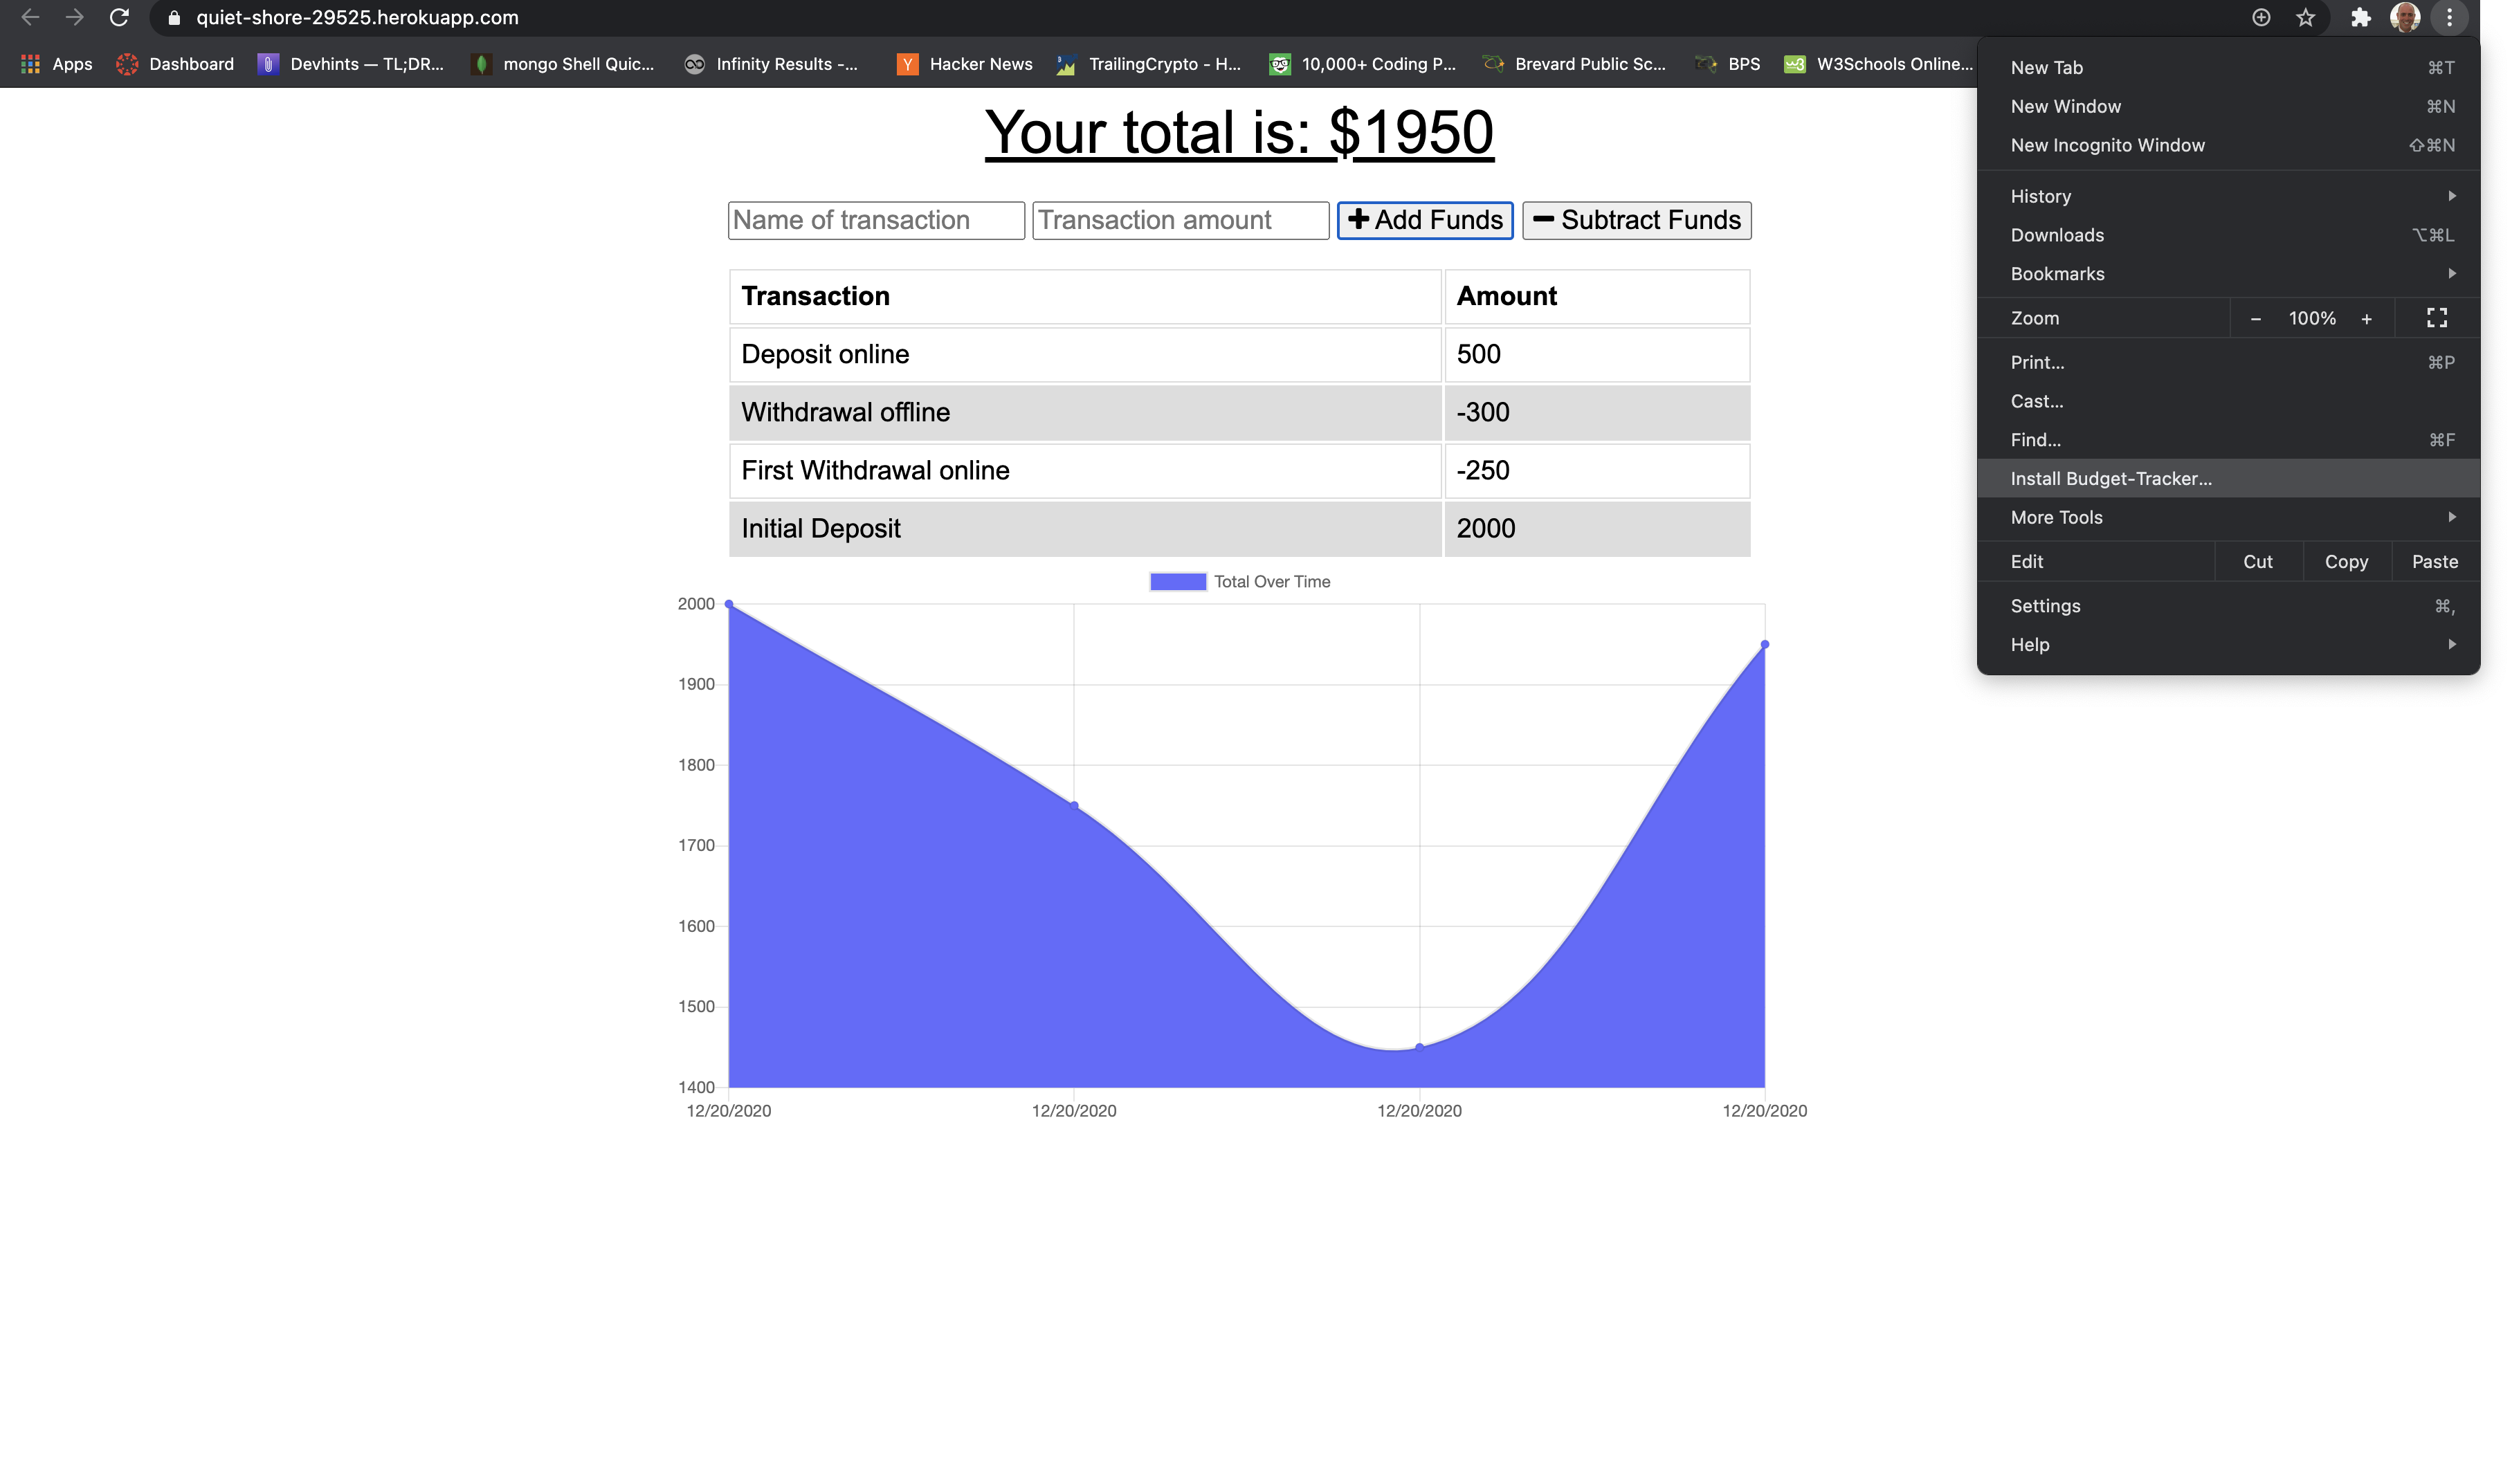 quiet-shore-29525.herokuapp.com
Apps Dashboard Devhints — TL;DR... mongo Shell Quic... Infinity Results -... Hacker News TrailingCrypto - H... 10,000+ Coding P... Brevard Public Sc... BPS W3Schools Online...
Your total is: $1950
Name of transaction Transaction amount + Add Funds − Subtract Funds
Transaction Amount
Deposit online 500
Withdrawal offline -300
First Withdrawal online -250
Initial Deposit 2000
Total Over Time
2000
1900
1800
1700
1600
1500
1400
12/20/2020 12/20/2020 12/20/2020 12/20/2020
New Tab ⌘T
New Window ⌘N
New Incognito Window ⇧⌘N
History
Downloads ⌥⌘L
Bookmarks
Zoom − 100% +
Print... ⌘P
Cast...
Find... ⌘F
Install Budget-Tracker...
More Tools
Edit Cut Copy Paste
Settings ⌘,
Help